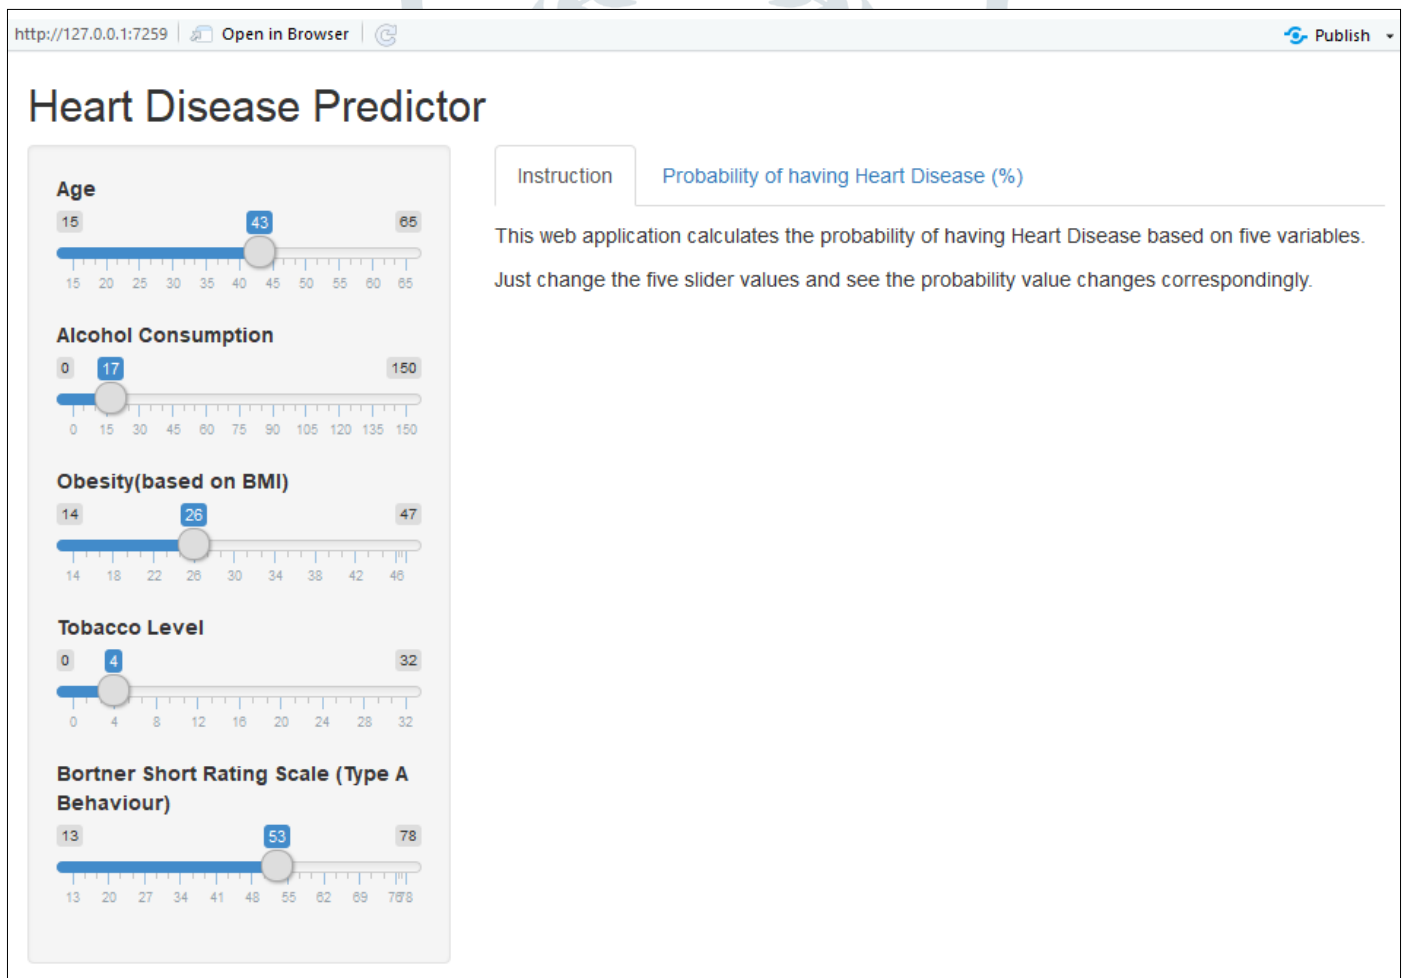 http://127.0.0.1:7259 Open in Browser Publish
Heart Disease Predictor
Age
15 43 65
15 20 25 30 35 40 45 50 55 60 65
Alcohol Consumption
0 17 150
0 15 30 45 60 75 90 105 120 135 150
Obesity(based on BMI)
14 26 47
14 18 22 26 30 34 38 42 46
Tobacco Level
0 4 32
0 4 8 12 16 20 24 28 32
Bortner Short Rating Scale (Type A
Behaviour)
13 53 78
13 20 27 34 41 48 55 62 69 76 78
Instruction Probability of having Heart Disease (%)
This web application calculates the probability of having Heart Disease based on five variables.
Just change the five slider values and see the probability value changes correspondingly.